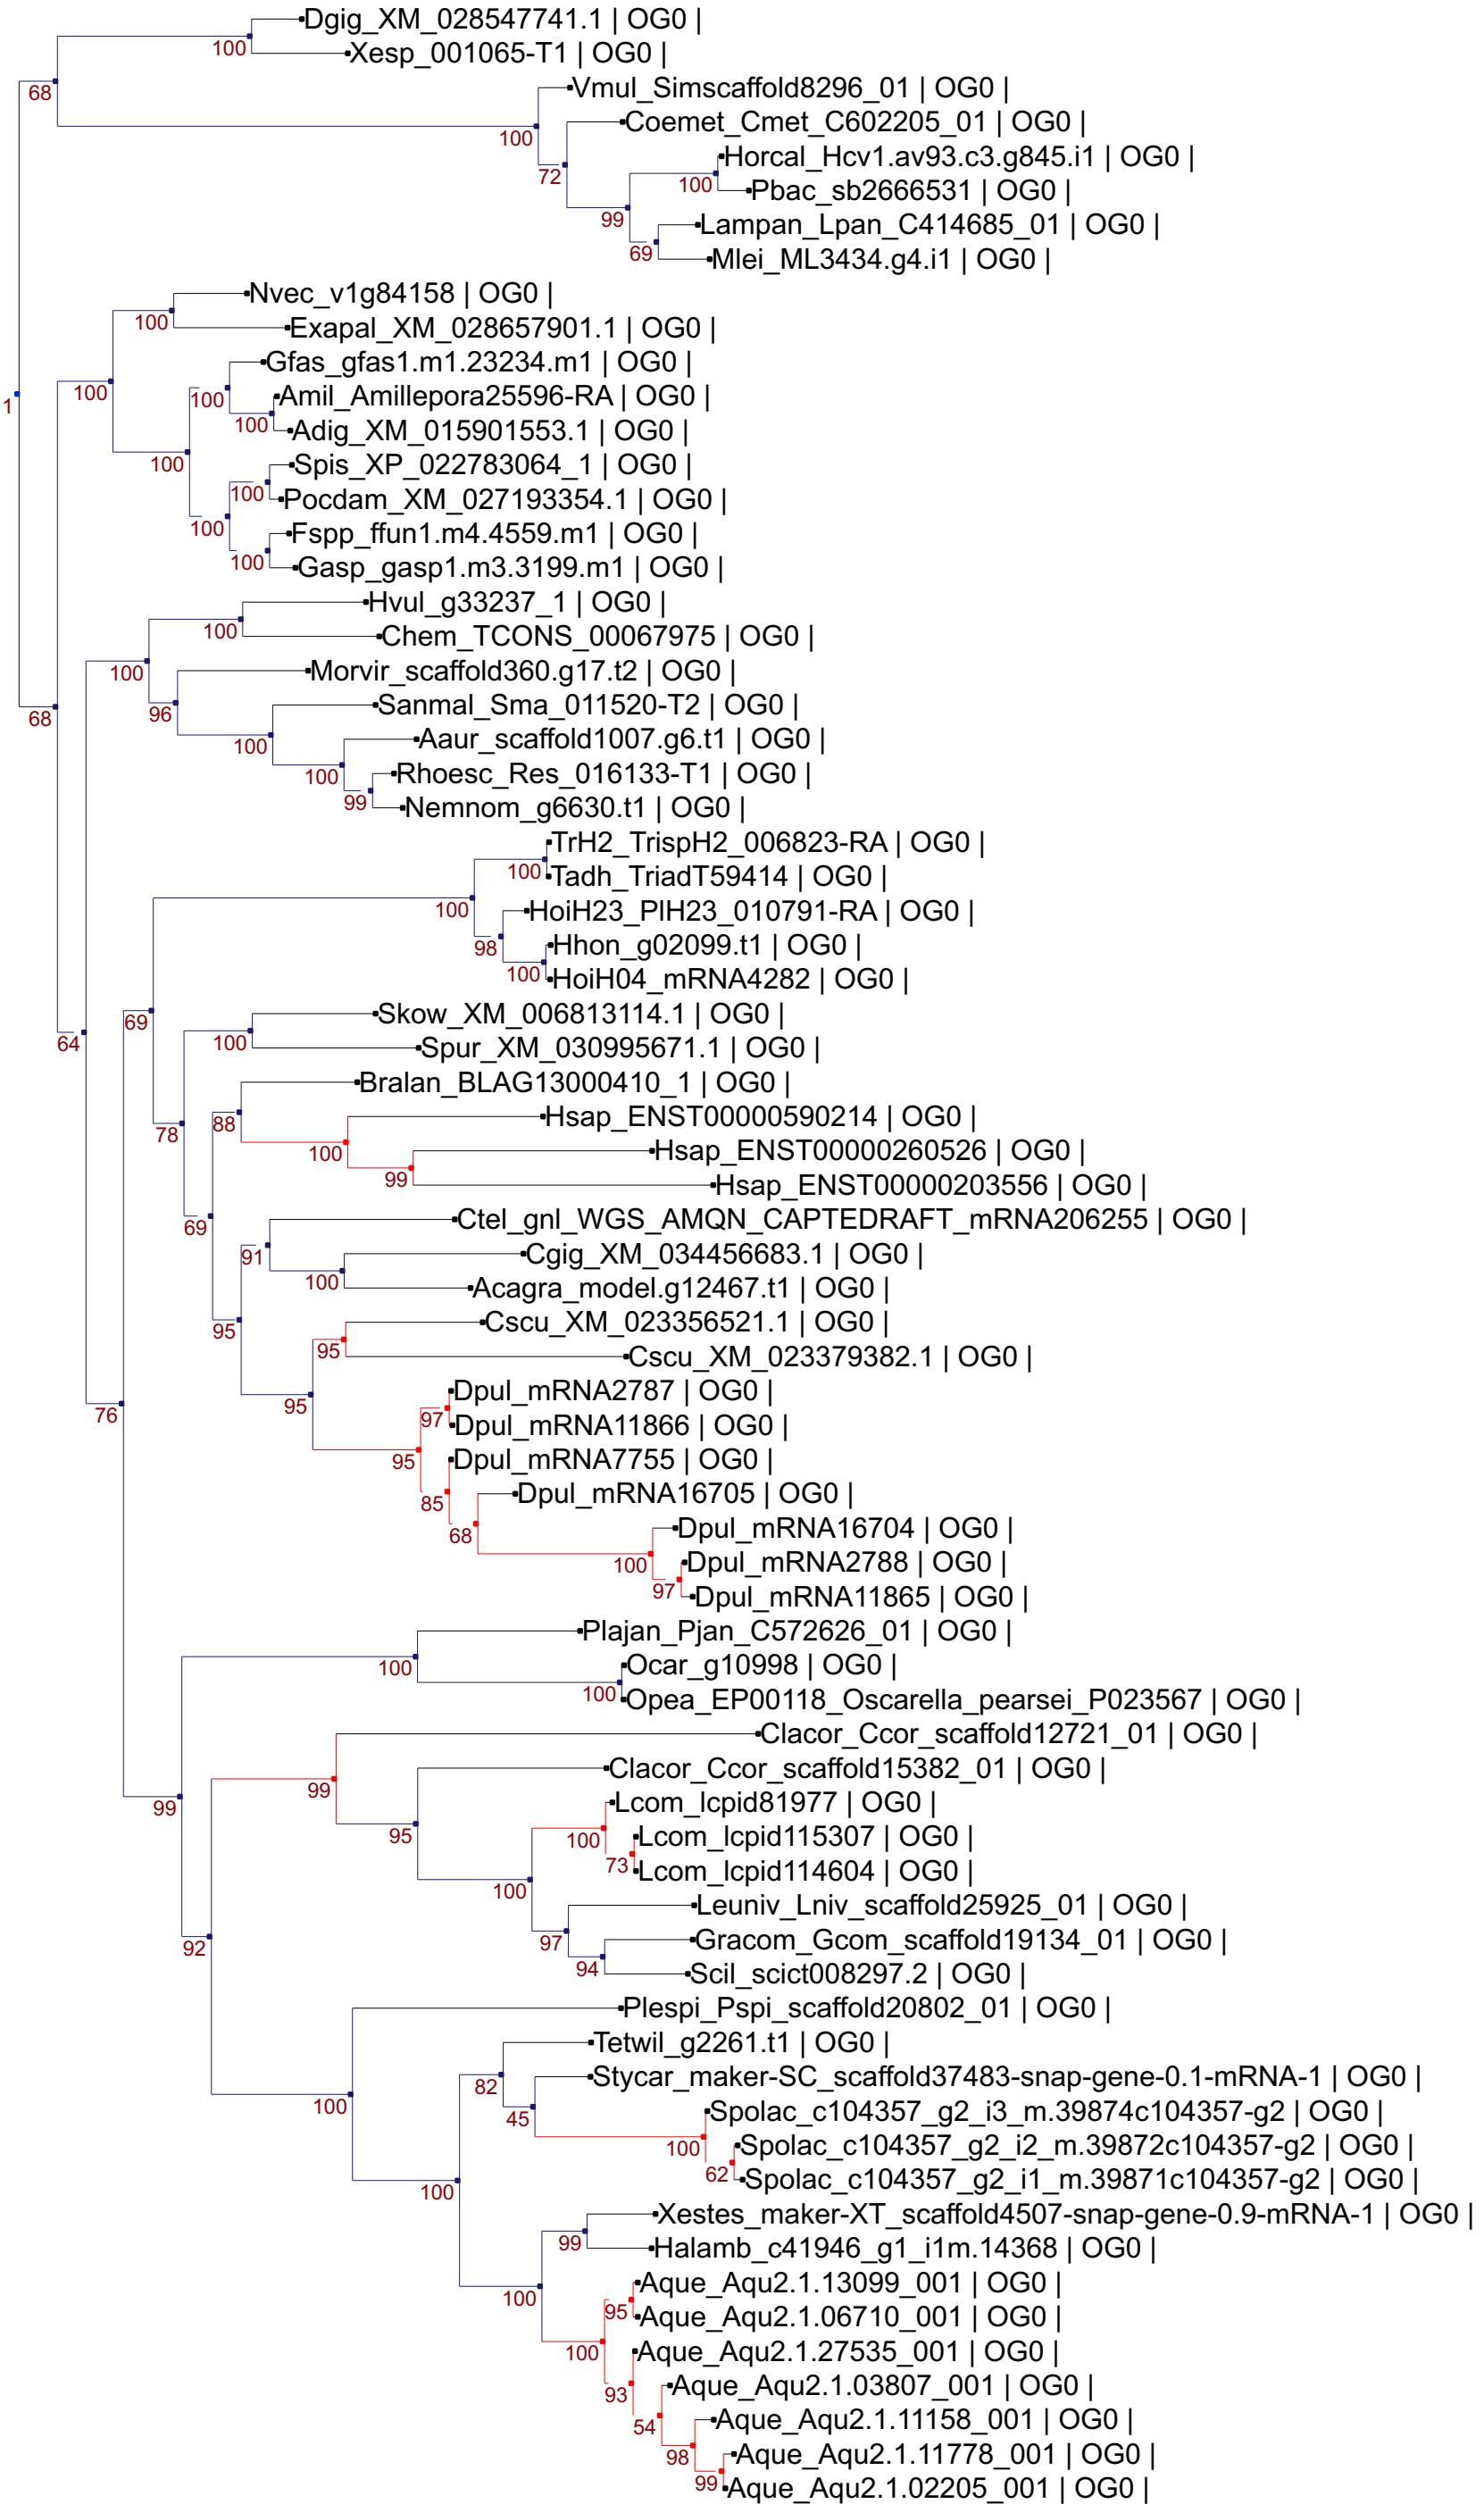 Dgig_XM_028547741.1 | OG0 |
100
Xesp_001065-T1 | OG0 |
68
Vmul_Simscaffold8296_01 | OG0 |
100
Coemet_Cmet_C602205_01 | OG0 |
72
Horcal_Hcv1.av93.c3.g845.i1 | OG0 |
100
Pbac_sb2666531 | OG0 |
99
Lampan_Lpan_C414685_01 | OG0 |
69
Mlei_ML3434.g4.i1 | OG0 |
Nvec_v1g84158 | OG0 |
100
Exapal_XM_028657901.1 | OG0 |
Gfas_gfas1.m1.23234.m1 | OG0 |
100
100
Amil_Amillepora25596-RA | OG0 |
1
100
Adig_XM_015901553.1 | OG0 |
100
Spis_XP_022783064_1 | OG0 |
100
Pocdam_XM_027193354.1 | OG0 |
100
Fspp_ffun1.m4.4559.m1 | OG0 |
100
Gasp_gasp1.m3.3199.m1 | OG0 |
Hvul_g33237_1 | OG0 |
100
Chem_TCONS_00067975 | OG0 |
100
Morvir_scaffold360.g17.t2 | OG0 |
68
96
Sanmal_Sma_011520-T2 | OG0 |
100
Aaur_scaffold1007.g6.t1 | OG0 |
100
Rhoesc_Res_016133-T1 | OG0 |
99
Nemnom_g6630.t1 | OG0 |
TrH2_TrispH2_006823-RA | OG0 |
100
Tadh_TriadT59414 | OG0 |
100
HoiH23_PlH23_010791-RA | OG0 |
98
Hhon_g02099.t1 | OG0 |
100
HoiH04_mRNA4282 | OG0 |
Skow_XM_006813114.1 | OG0 |
69
64
100
Spur_XM_030995671.1 | OG0 |
Bralan_BLAG13000410_1 | OG0 |
88
Hsap_ENST00000590214 | OG0 |
78
100
Hsap_ENST00000260526 | OG0 |
99
Hsap_ENST00000203556 | OG0 |
69
Ctel_gnl_WGS_AMQN_CAPTEDRAFT_mRNA206255 | OG0 |
91
Cgig_XM_034456683.1 | OG0 |
100
Acagra_model.g12467.t1 | OG0 |
95
Cscu_XM_023356521.1 | OG0 |
95
Cscu_XM_023379382.1 | OG0 |
Dpul_mRNA2787 | OG0 |
95
76
97
Dpul_mRNA11866 | OG0 |
95
Dpul_mRNA7755 | OG0 |
85
Dpul_mRNA16705 | OG0 |
68
Dpul_mRNA16704 | OG0 |
100
Dpul_mRNA2788 | OG0 |
97
Dpul_mRNA11865 | OG0 |
Plajan_Pjan_C572626_01 | OG0 |
100
Ocar_g10998 | OG0 |
100
Opea_EP00118_Oscarella_pearsei_P023567 | OG0 |
Clacor_Ccor_scaffold12721_01 | OG0 |
99
Clacor_Ccor_scaffold15382_01 | OG0 |
99
Lcom_lcpid81977 | OG0 |
95
100
Lcom_lcpid115307 | OG0 |
73
Lcom_lcpid114604 | OG0 |
100
Leuniv_Lniv_scaffold25925_01 | OG0 |
92
97
Gracom_Gcom_scaffold19134_01 | OG0 |
94
Scil_scict008297.2 | OG0 |
Plespi_Pspi_scaffold20802_01 | OG0 |
Tetwil_g2261.t1 | OG0 |
82
Stycar_maker-SC_scaffold37483-snap-gene-0.1-mRNA-1 | OG0 |
100
45
Spolac_c104357_g2_i3_m.39874c104357-g2 | OG0 |
100
Spolac_c104357_g2_i2_m.39872c104357-g2 | OG0 |
62
Spolac_c104357_g2_i1_m.39871c104357-g2 | OG0 |
100
Xestes_maker-XT_scaffold4507-snap-gene-0.9-mRNA-1 | OG0 |
99
Halamb_c41946_g1_i1m.14368 | OG0 |
Aque_Aqu2.1.13099_001 | OG0 |
100
95
Aque_Aqu2.1.06710_001 | OG0 |
100
Aque_Aqu2.1.27535_001 | OG0 |
93
Aque_Aqu2.1.03807_001 | OG0 |
54
Aque_Aqu2.1.11158_001 | OG0 |
98
Aque_Aqu2.1.11778_001 | OG0 |
99
Aque_Aqu2.1.02205_001 | OG0 |